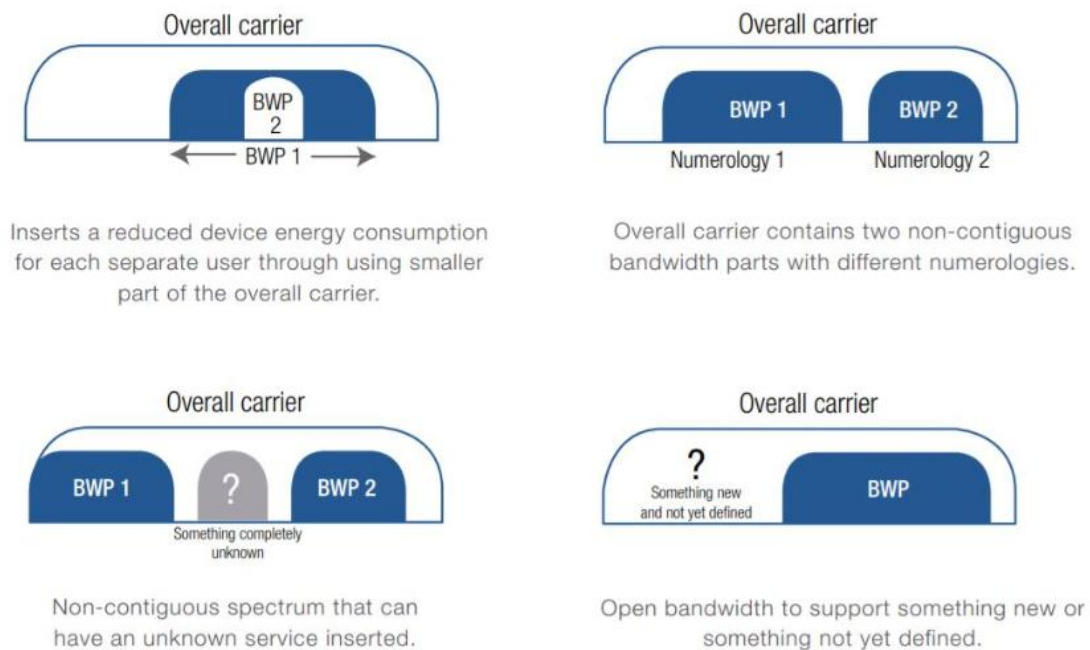 Overall carrier
BWP
2
BWP 1
Inserts a reduced device energy consumption
for each separate user through using smaller
part of the overall carrier.
Overall carrier
BWP 1
BWP 2
Numerology 1
Numerology 2
Overall carrier contains two non-contiguous
bandwidth parts with different numerologies.
Overall carrier
BWP 1
?
BWP 2
Something completely
unknown
Non-contiguous spectrum that can
have an unknown service inserted.
Overall carrier
?
Something new
and not yet defined
BWP
Open bandwidth to support something new or
something not yet defined.